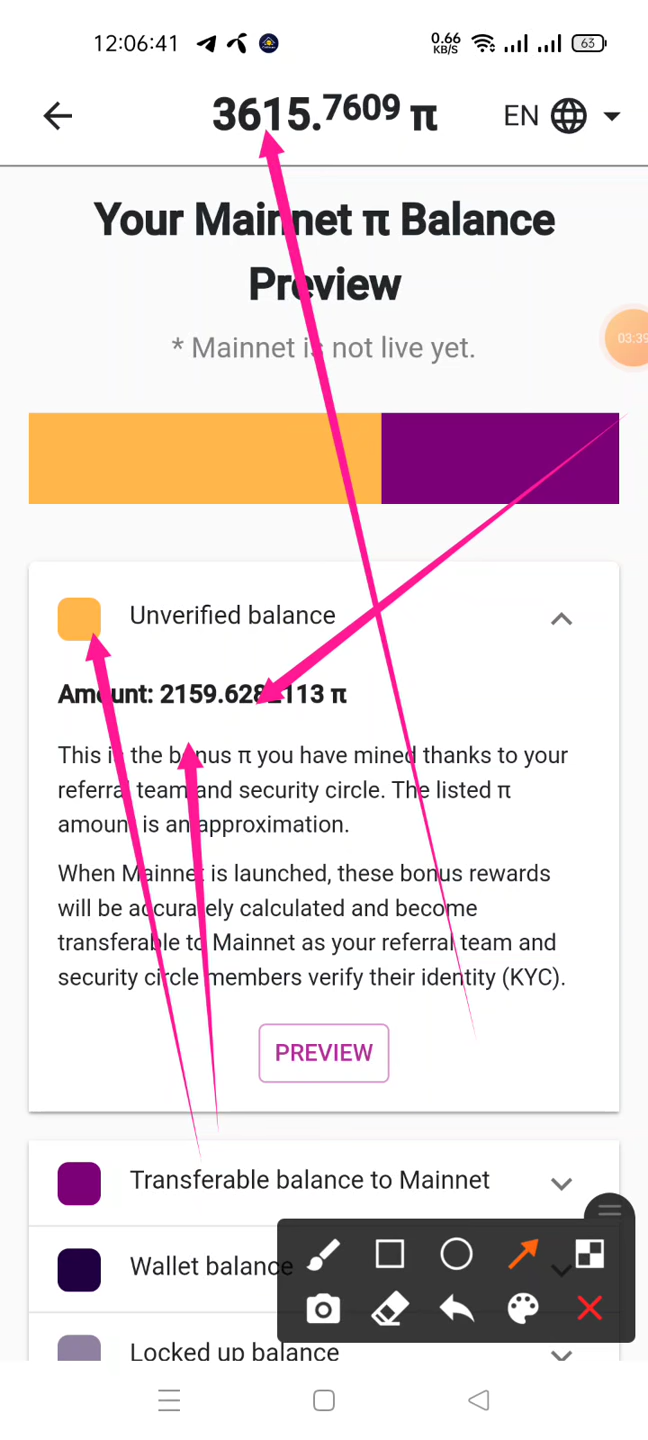 12:06:41
0.66 KB/S
63
3615.7609 π
EN
Your Mainnet π Balance
Preview
* Mainnet is not live yet.
03:39
Unverified balance
This is the bonus π you have mined thanks to your
referral team and security circle. The listed π
amount is an approximation.
When Mainnet is launched, these bonus rewards
will be accurately calculated and become
transferable to Mainnet as your referral team and
security circle members verify their identity (KYC).
PREVIEW
Transferable balance to Mainnet
Wallet balance
Locked up balance